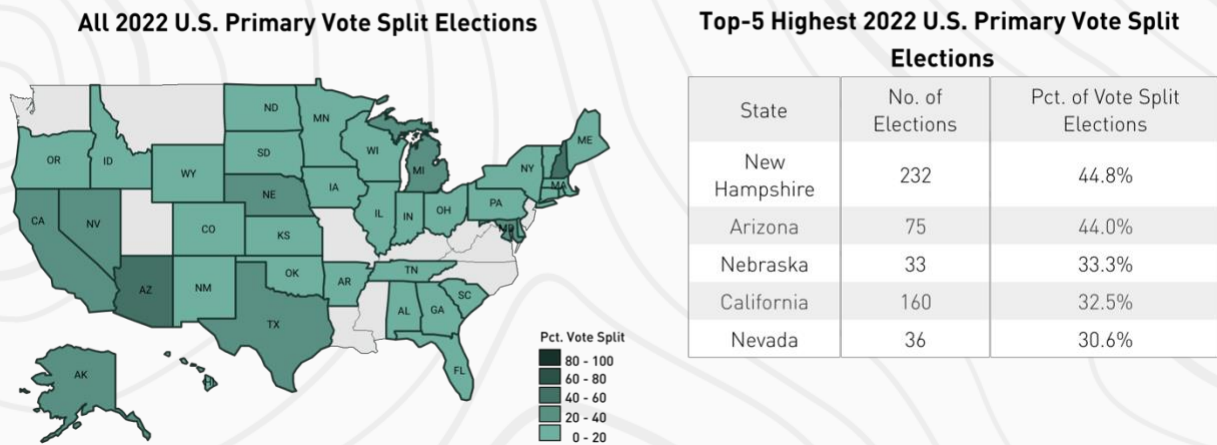 All 2022 U.S. Primary Vote Split Elections
ND
MN
OR
ID
WI
ME
SD
WY
MI
NY
NE
IA
MA
PA
CA
NV
CO
IL
IN
OH
KS
AZ
NM
OK
AR
TN
SC
TX
AL
GA
FL
AK
HI
Pct. Vote Split
80 - 100
60 - 80
40 - 60
20 - 40
0 - 20
Top-5 Highest 2022 U.S. Primary Vote Split
Elections
State
No. of
Elections
Pct. of Vote Split
Elections
New
Hampshire
232
44.8%
Arizona
75
44.0%
Nebraska
33
33.3%
California
160
32.5%
Nevada
36
30.6%